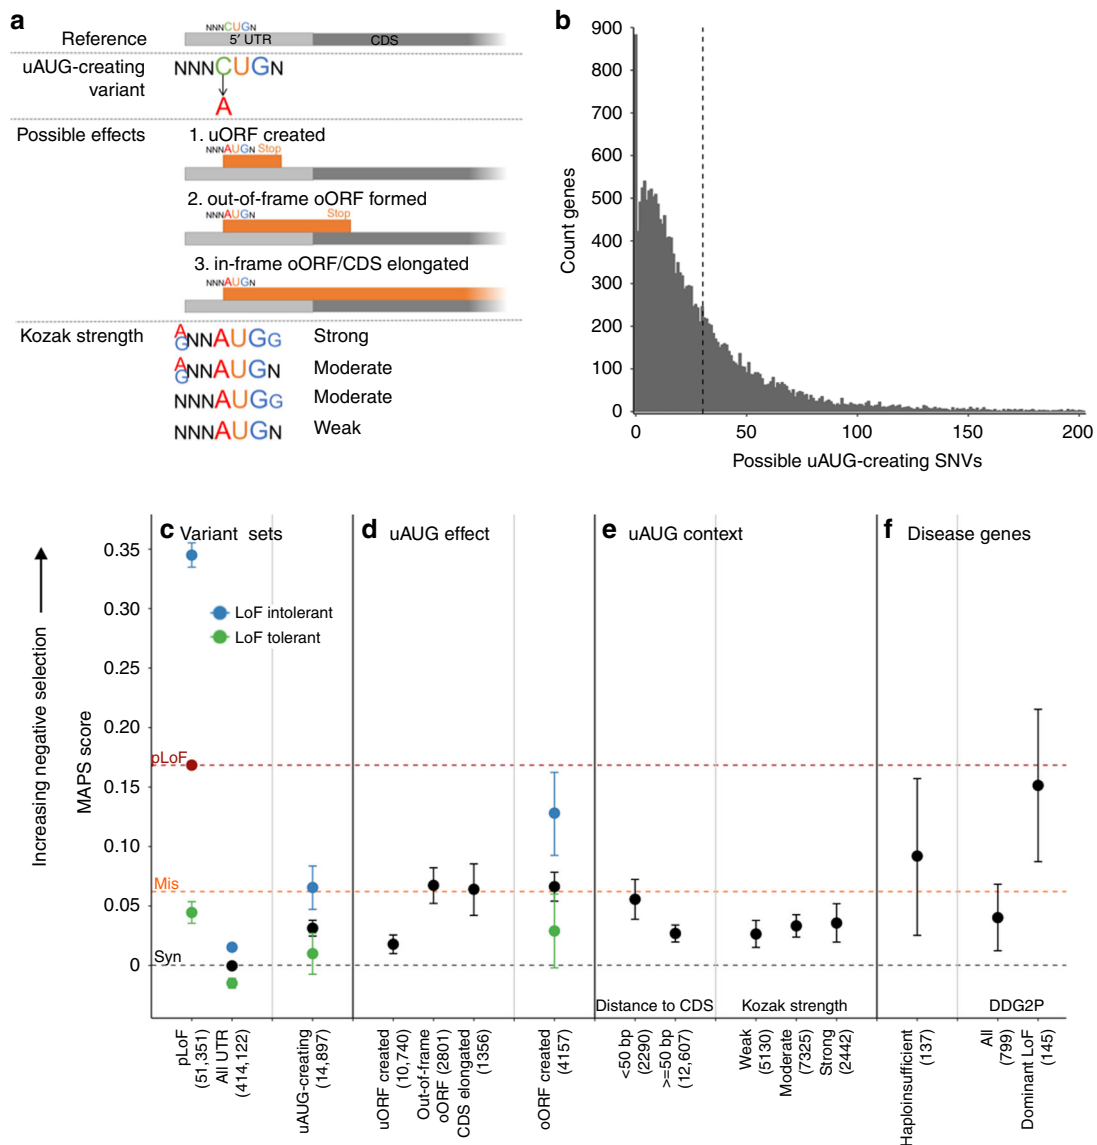 a
NNNCUGN
Reference
5′ UTR
CDS
uAUG-creating
variant
NNNCUGN
A
Possible effects
1. uORF created
NNNAUGN Stop
2. out-of-frame oORF formed
NNNAUGN
Stop
3. in-frame oORF/CDS elongated
NNNAUGN
Kozak strength
A
GNNAUGG
Strong
A
GNNAUGN
Moderate
NNNAUGG
Moderate
NNNAUGN
Weak
b
900
800
700
600
500
400
300
200
100
0
Count genes
0
50
100
150
200
Possible uAUG-creating SNVs
c Variant sets
d uAUG effect
e uAUG context
f Disease genes
Increasing negative selection
MAPS score
0.35
0.30
0.25
0.20
0.15
0.10
0.05
0
LoF intolerant
LoF tolerant
pLoF
Mis
Syn
Distance to CDS
Kozak strength
DDG2P
pLoF
(51,351)
All UTR
(414,122)
uAUG-creating
(14,897)
uORF created
(10,740)
Out-of-frame
oORF (2801)
CDS elongated
(1356)
oORF created
(4157)
<50 bp
(2290)
>=50 bp
(12,607)
Weak
(5130)
Moderate
(7325)
Strong
(2442)
Haploinsufficient
(137)
All
(799)
Dominant LoF
(145)